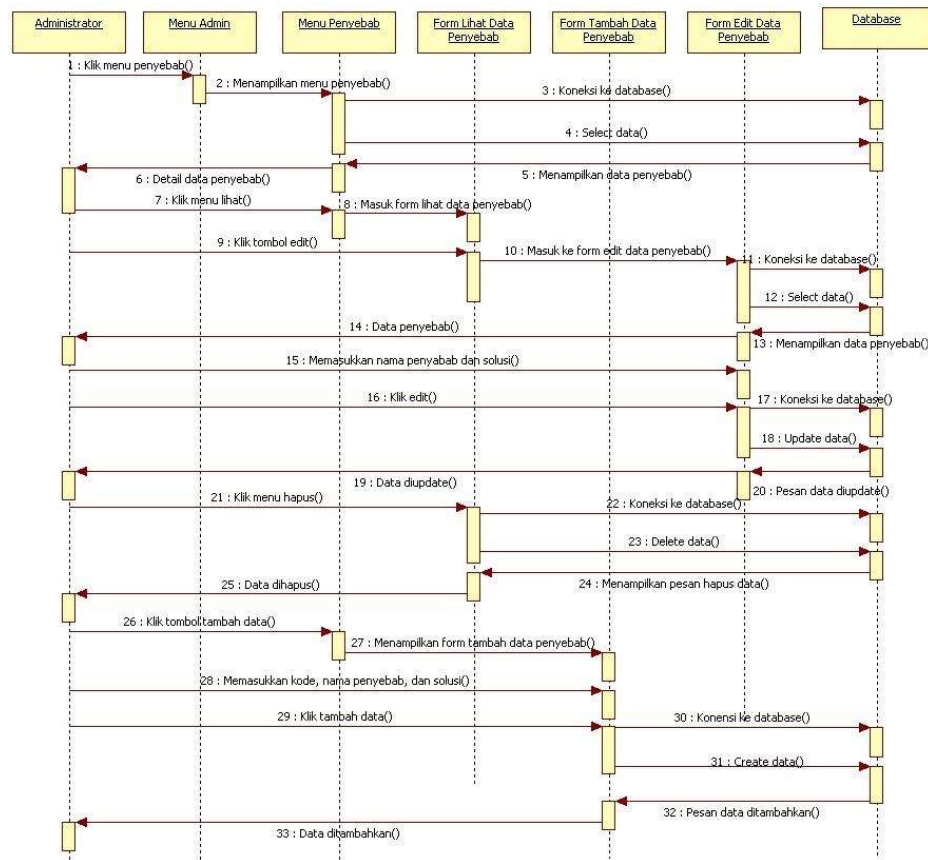 Administrator
Menu Admin
Menu Penyebab
Form Lihat Data
Penyebab
Form Tambah Data
Penyebab
Form Edit Data
Penyebab
Database
1 : Klik menu penyebab()
2 : Menampilkan menu penyebab()
3 : Koneksi ke database()
4 : Select data()
5 : Menampilkan data penyebab()
6 : Detail data penyebab()
7 : Klik menu lihat()
8 : Masuk form lihat data penyebab()
9 : Klik tombol edit()
10 : Masuk ke form edit data penyebab()
11 : Koneksi ke database()
12 : Select data()
14 : Data penyebab()
13 : Menampilkan data penyebab()
15 : Memasukkan nama penyabab dan solusi()
16 : Klik edit()
17 : Koneksi ke database()
18 : Update data()
19 : Data diupdate()
20 : Pesan data diupdate()
21 : Klik menu hapus()
22 : Koneksi ke database()
23 : Delete data()
24 : Menampilkan pesan hapus data()
25 : Data dihapus()
26 : Klik tombol tambah data()
27 : Menampilkan form tambah data penyebab()
28 : Memasukkan kode, nama penyebab, dan solusi()
29 : Klik tambah data()
30 : Konensi ke database()
31 : Create data()
32 : Pesan data ditambahkan()
33 : Data ditambahkan()